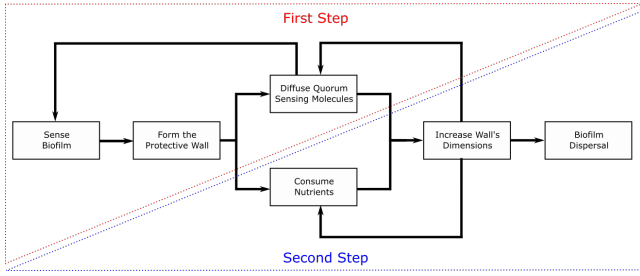 First Step
Diffuse Quorum
Sensing Molecules
Sense
Biofilm
Form the
Protective Wall
Increase Wall's
Dimensions
Biofilm
Dispersal
Consume
Nutrients
Second Step